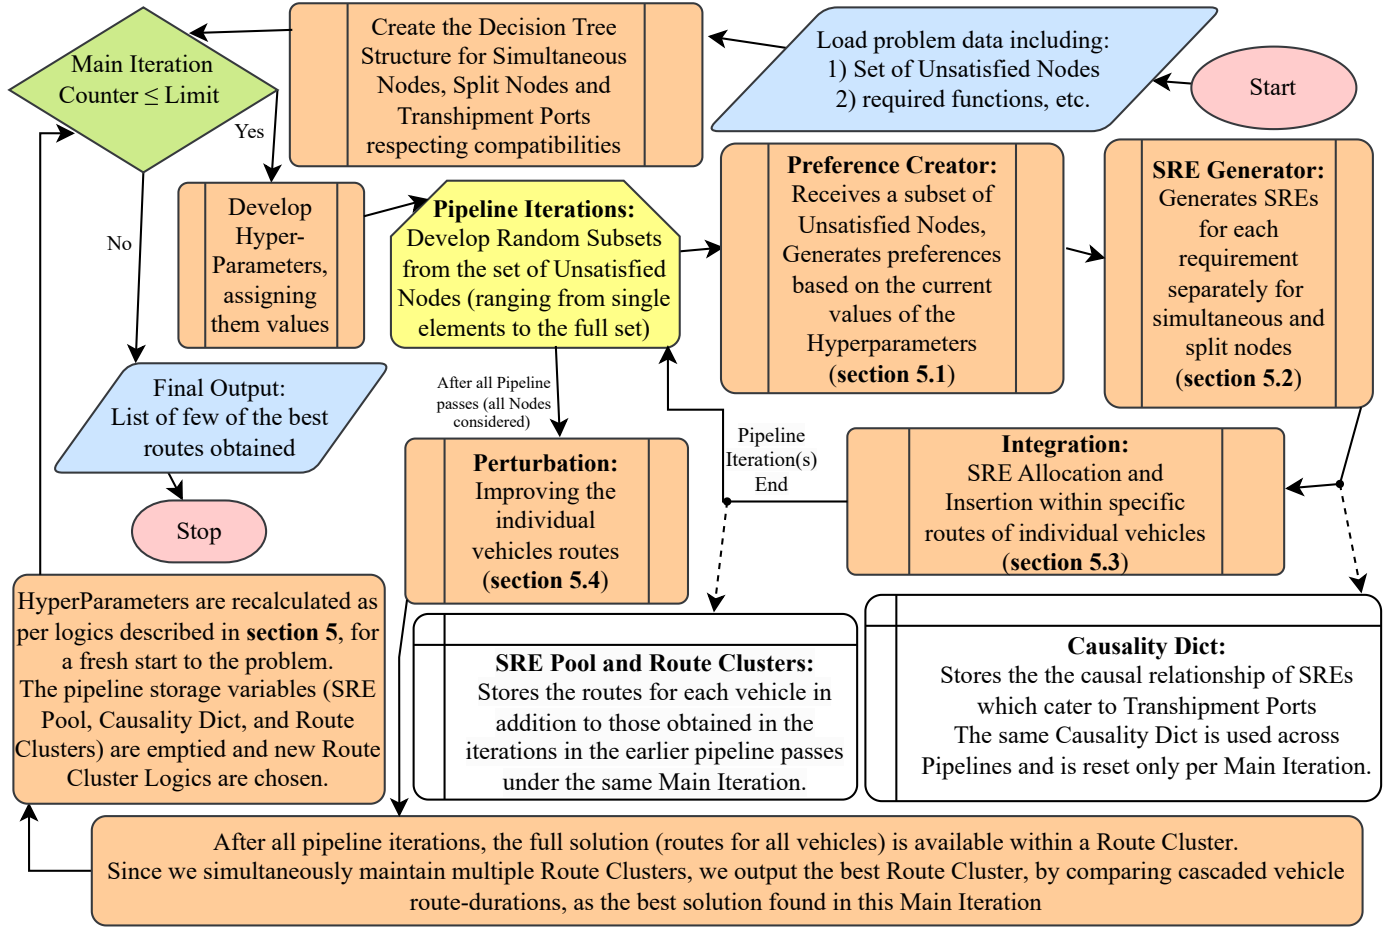 Start
Load problem data including:
1) Set of Unsatisfied Nodes
2) required functions, etc.
Create the Decision Tree
Structure for Simultaneous
Nodes, Split Nodes and
Transhipment Ports
respecting compatibilities
Main Iteration
Counter ≤ Limit
Yes
No
Develop
Hyper-
Parameters,
assigning
them values
Pipeline Iterations:
Develop Random Subsets
from the set of Unsatisfied
Nodes (ranging from single
elements to the full set)
Preference Creator:
Receives a subset of
Unsatisfied Nodes,
Generates preferences
based on the current
values of the
Hyperparameters
(section 5.1)
SRE Generator:
Generates SREs
for each
requirement
separately for
simultaneous and
split nodes
(section 5.2)
Final Output:
List of few of the best
routes obtained
Stop
After all Pipeline
passes (all Nodes
considered)
Pipeline
Iteration(s)
End
Integration:
SRE Allocation and
Insertion within specific
routes of individual vehicles
(section 5.3)
Perturbation:
Improving the
individual
vehicles routes
(section 5.4)
HyperParameters are recalculated as
per logics described in section 5, for
a fresh start to the problem.
The pipeline storage variables (SRE
Pool, Causality Dict, and Route
Clusters) are emptied and new Route
Cluster Logics are chosen.
SRE Pool and Route Clusters:
Stores the routes for each vehicle in
addition to those obtained in the
iterations in the earlier pipeline passes
under the same Main Iteration.
Causality Dict:
Stores the the causal relationship of SREs
which cater to Transhipment Ports
The same Causality Dict is used across
Pipelines and is reset only per Main Iteration.
After all pipeline iterations, the full solution (routes for all vehicles) is available within a Route Cluster.
Since we simultaneously maintain multiple Route Clusters, we output the best Route Cluster, by comparing cascaded vehicle
route-durations, as the best solution found in this Main Iteration